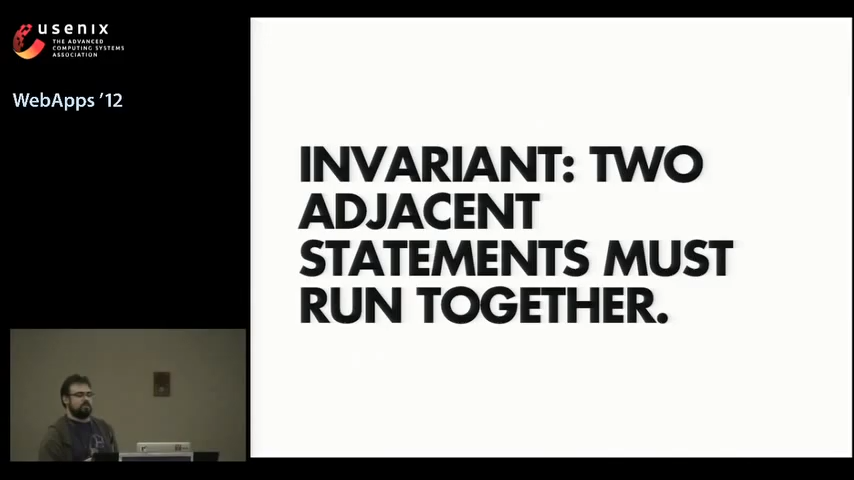 usenix
THE ADVANCED
COMPUTING SYSTEMS
ASSOCIATION
WebApps '12
INVARIANT: TWO
ADJACENT
STATEMENTS MUST
RUN TOGETHER.